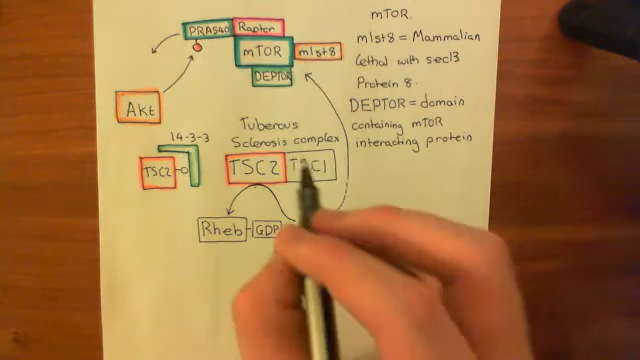 mTOR.
mlst8 = Mammalian
lethal with sec13
Protein 8.
DEPTOR = domain
containing mTOR
interacting protein
PRAS40 Raptor
mTOR mlst8
DEPTOR
Akt
14-3-3
TSC2
Tuberous
Sclerosis complex
TSC2 TSC1
Rheb GDP